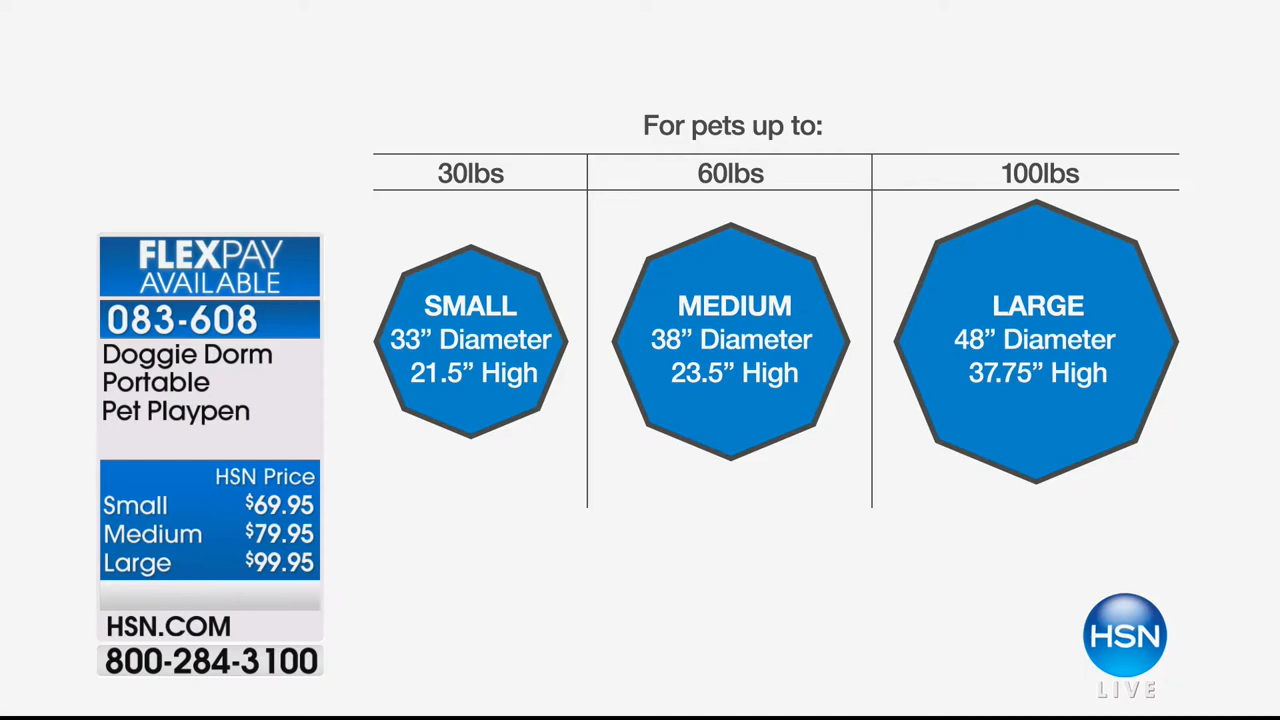 For pets up to:
30lbs 60lbs 100lbs
SMALL
33” Diameter
21.5” High
MEDIUM
38” Diameter
23.5” High
LARGE
48” Diameter
37.75” High
FLEXPAY
AVAILABLE
083-608
Doggie Dorm
Portable
Pet Playpen
HSN Price
Small $69.95
Medium $79.95
Large $99.95
HSN.COM
800-284-3100
HSN
LIVE